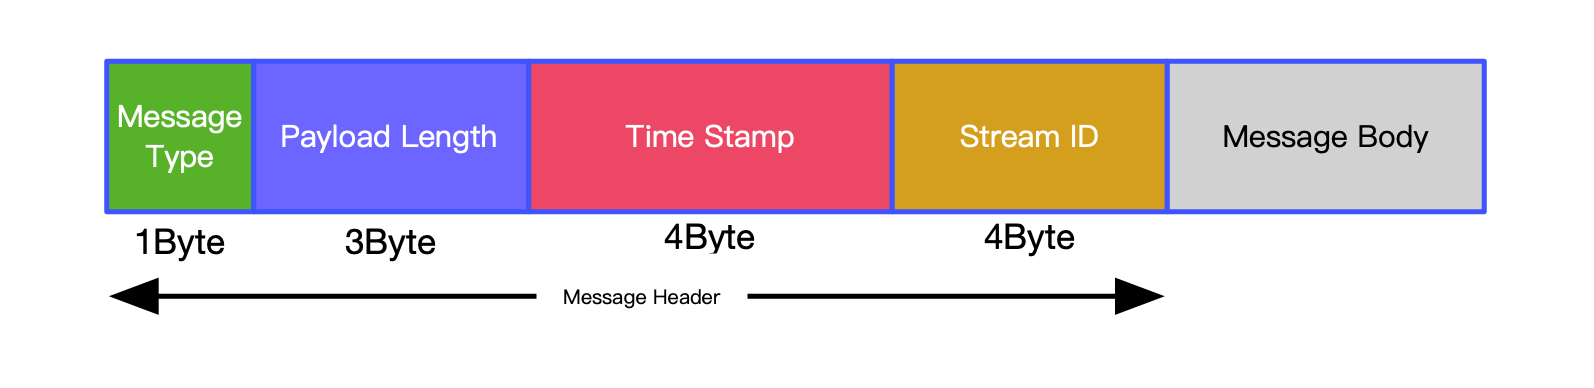 Message
Type
Payload Length
Time Stamp
Stream ID
Message Body
1Byte
3Byte
4Byte
4Byte
Message Header